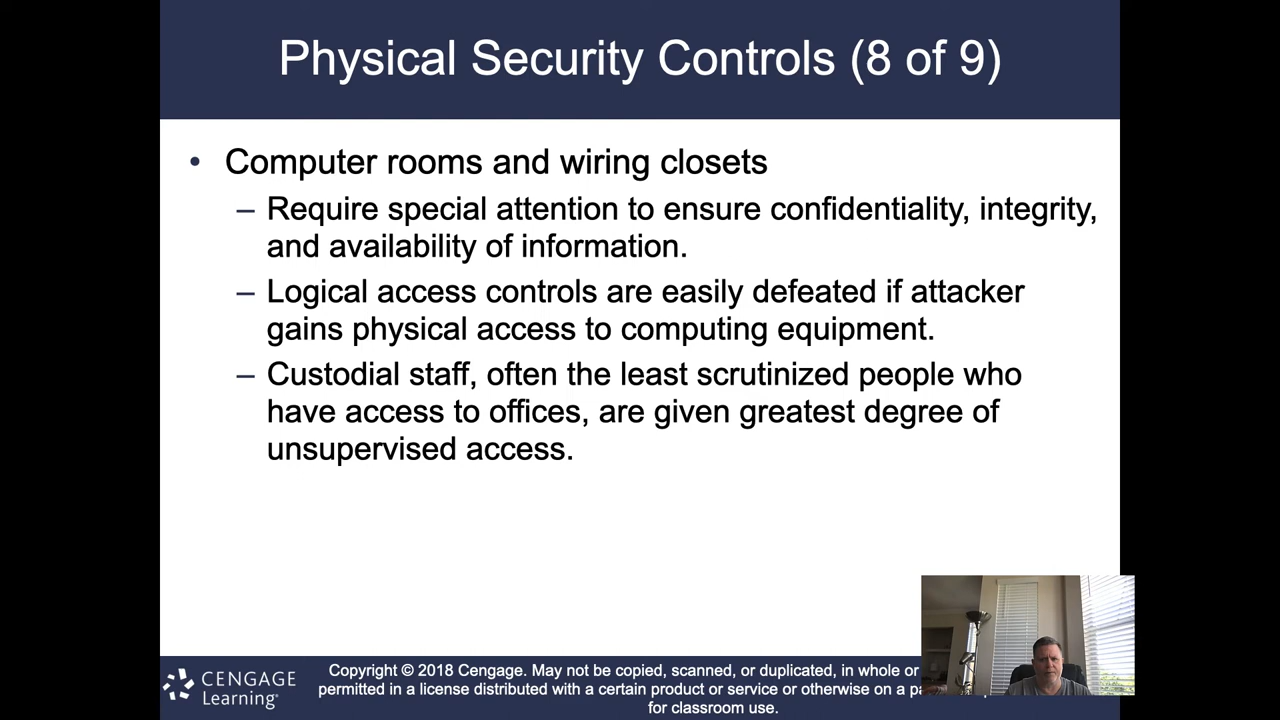 Physical Security Controls (8 of 9)
• Computer rooms and wiring closets
– Require special attention to ensure confidentiality, integrity,
and availability of information.
– Logical access controls are easily defeated if attacker
gains physical access to computing equipment.
– Custodial staff, often the least scrutinized people who
have access to offices, are given greatest degree of
unsupervised access.
CENGAGE
Learning®
Copyright © 2018 Cengage. May not be copied, scanned, or duplicated, in whole or
permitted in a license distributed with a certain product or service or otherwise on a
for classroom use.